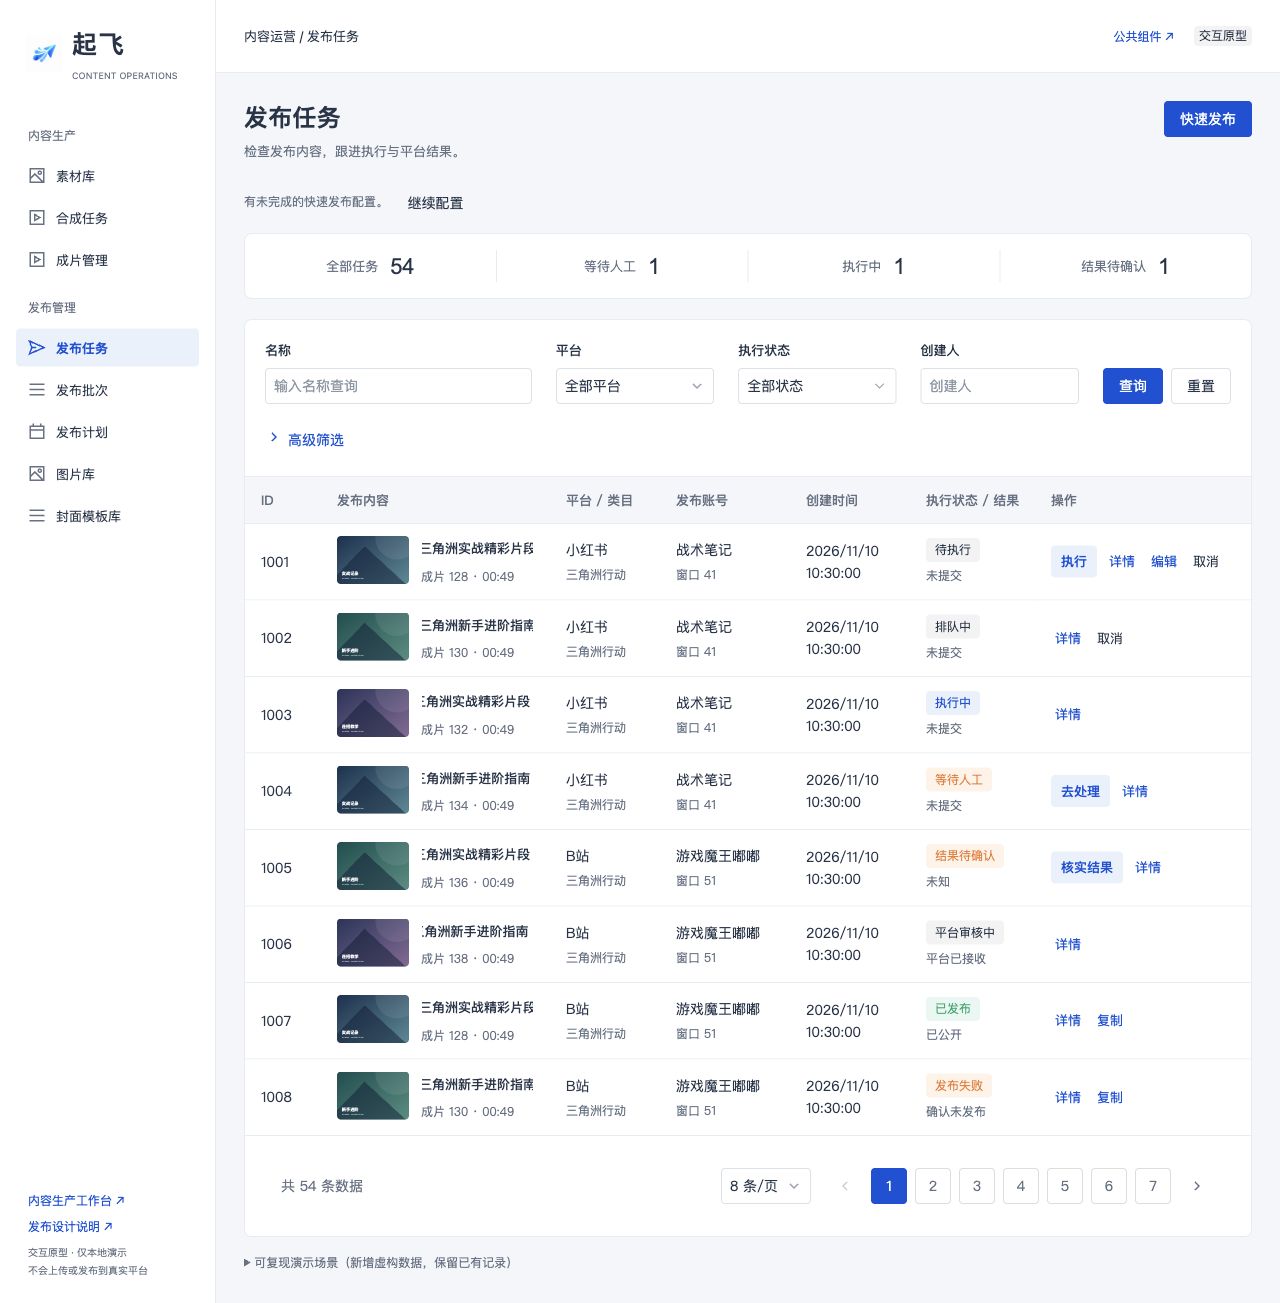 起飞
CONTENT OPERATIONS
内容生产
素材库
合成任务
成片管理
发布管理
发布任务
发布批次
发布计划
图片库
封面模板库
内容生产工作台
发布设计说明
交互原型 · 仅本地演示
不会上传或发布到真实平台
内容运营 / 发布任务
公共组件
交互原型
发布任务
快速发布
检查发布内容，跟进执行与平台结果。
有未完成的快速发布配置。 继续配置
全部任务 54 等待人工 1 执行中 1 结果待确认 1
名称 平台 执行状态 创建人
输入名称查询 全部平台 全部状态 创建人 查询 重置
高级筛选
ID 发布内容 平台 / 类目 发布账号 创建时间 执行状态 / 结果 操作
1001 三角洲实战精彩片段 小红书 战术笔记 2026/11/10 待执行 执行 详情 编辑 取消
成片 128 · 00:49 三角洲行动 窗口 41 10:30:00 未提交
1002 三角洲新手进阶指南 小红书 战术笔记 2026/11/10 排队中 详情 取消
成片 130 · 00:49 三角洲行动 窗口 41 10:30:00 未提交
1003 三角洲实战精彩片段 小红书 战术笔记 2026/11/10 执行中 详情
成片 132 · 00:49 三角洲行动 窗口 41 10:30:00 未提交
1004 三角洲新手进阶指南 小红书 战术笔记 2026/11/10 等待人工 去处理 详情
成片 134 · 00:49 三角洲行动 窗口 41 10:30:00 未提交
1005 三角洲实战精彩片段 B站 游戏魔王嘟嘟 2026/11/10 结果待确认 核实结果 详情
成片 136 · 00:49 三角洲行动 窗口 51 10:30:00 未知
1006 三角洲新手进阶指南 B站 游戏魔王嘟嘟 2026/11/10 平台审核中 详情
成片 138 · 00:49 三角洲行动 窗口 51 10:30:00 平台已接收
1007 三角洲实战精彩片段 B站 游戏魔王嘟嘟 2026/11/10 已发布 详情 复制
成片 128 · 00:49 三角洲行动 窗口 51 10:30:00 已公开
1008 三角洲新手进阶指南 B站 游戏魔王嘟嘟 2026/11/10 发布失败 详情 复制
成片 130 · 00:49 三角洲行动 窗口 51 10:30:00 确认未发布
共 54 条数据 8 条/页 1 2 3 4 5 6 7
可复现演示场景（新增虚构数据，保留已有记录）